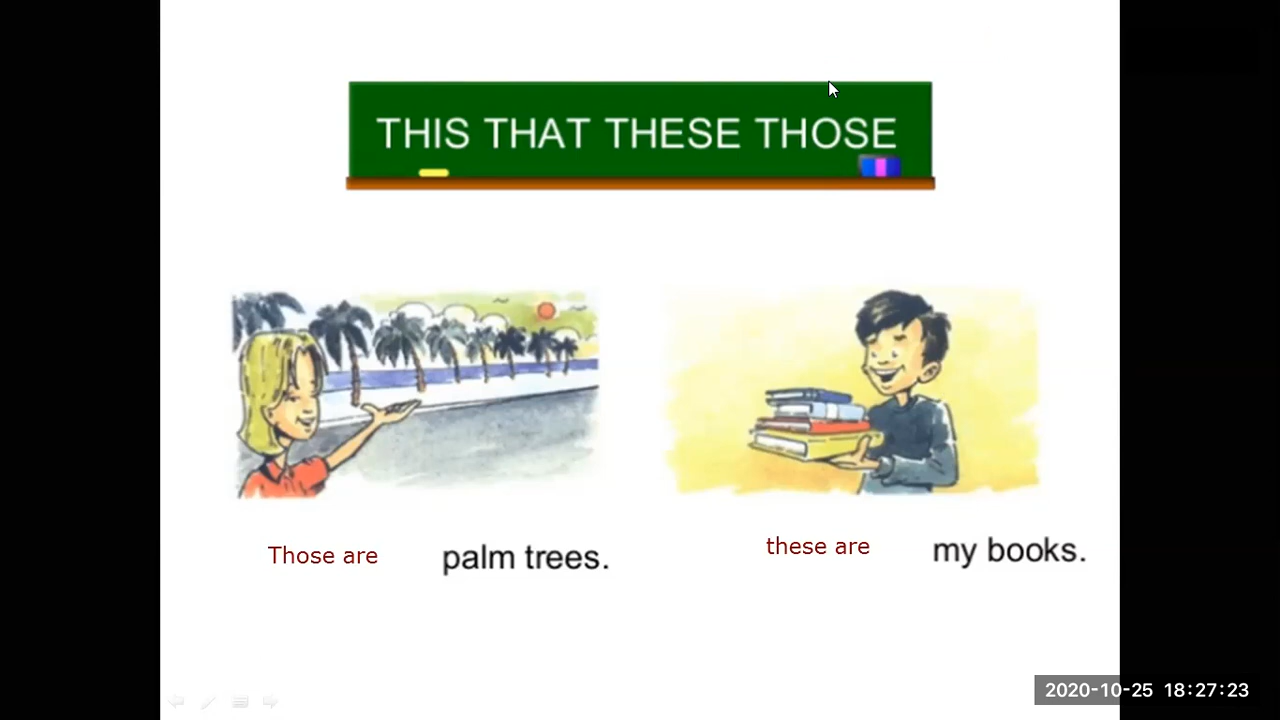 THIS THAT THESE THOSE
Those are palm trees.
these are my books.
2020-10-25 18:27:23